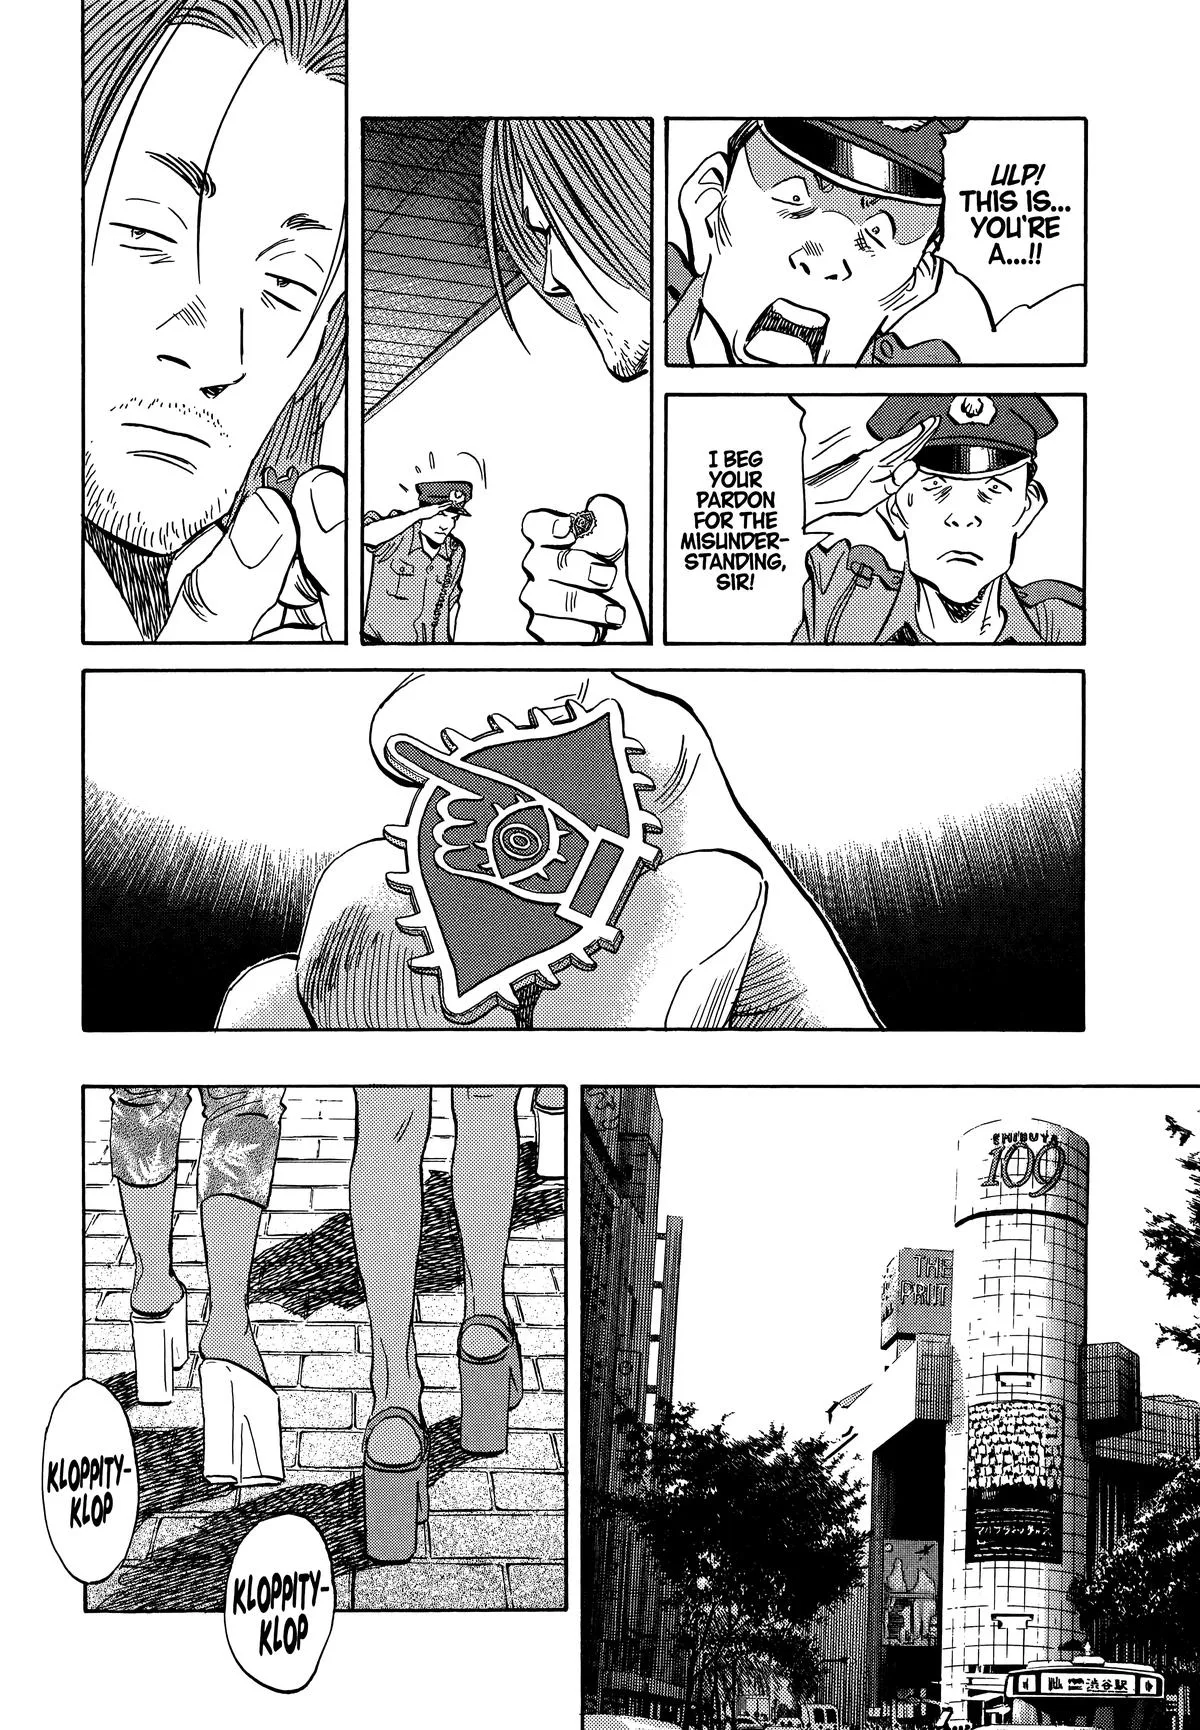 ULP!
THIS IS...
YOU'RE
A...!!
I BEG
YOUR
PARDON
FOR THE
MISUNDER-
STANDING,
SIR!
SHIBUYA
109
THE
PRIT
渋谷駅
KLOPPITY-
KLOP
KLOPPITY-
KLOP